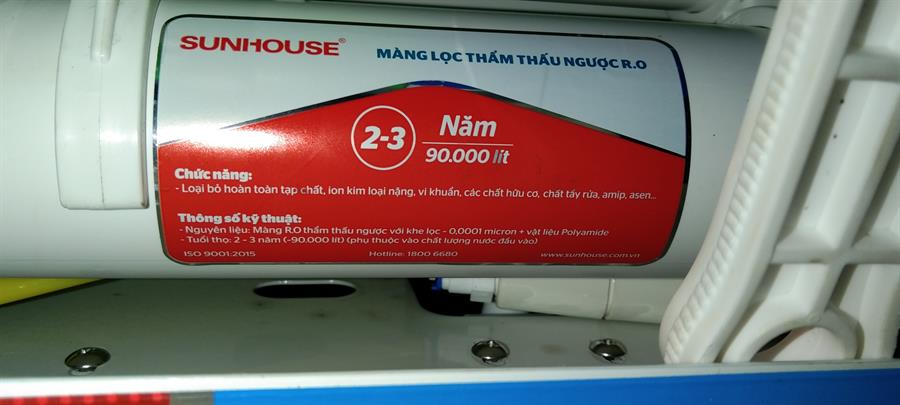 SUNHOUSE®
MÀNG LỌC THẨM THẤU NGƯỢC R.O
2-3 Năm
90.000 lít
Chức năng:
- Loại bỏ hoàn toàn tạp chất, ion kim loại nặng, vi khuẩn, các chất hữu cơ, chất tẩy rửa, amip, asen...
Thông số kỹ thuật:
- Nguyên liệu: Màng R.O thẩm thấu ngược với khe lọc ~ 0,0001 micron + vật liệu Polyamide
- Tuổi thọ: 2 - 3 năm (~90.000 lít) (phụ thuộc vào chất lượng nước đầu vào)
ISO 9001:2015 Hotline: 1800 6680 www.sunhouse.com.vn